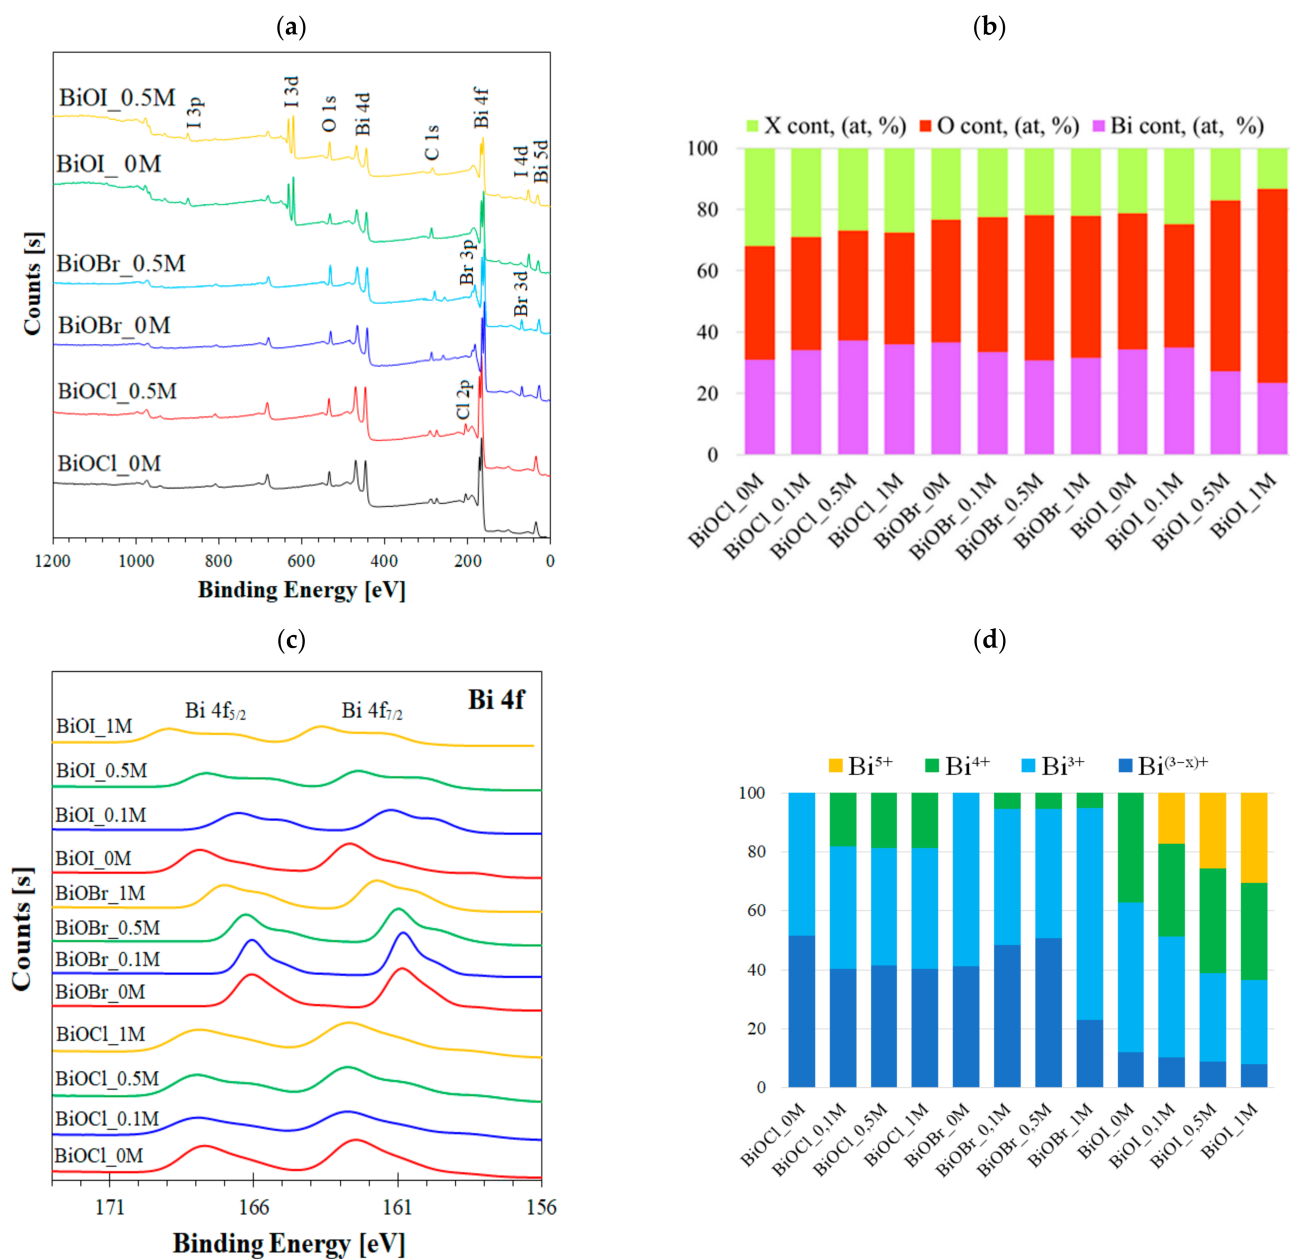 (a)
BiOI_0.5M
BiOI_0M
BiOBr_0.5M
BiOBr_0M
BiOCl_0.5M
BiOCl_0M
I 3p
I 3d
O 1s
Bi 4d
C 1s
Bi 4f
I 4d
Bi 5d
Br 3p
Br 3d
Cl 2p
Counts [s]
1200 1000 800 600 400 200 0
Binding Energy [eV]
(b)
X cont, (at, %) O cont, (at, %) Bi cont, (at, %)
100
80
60
40
20
0
BiOCl_0M
BiOCl_0.1M
BiOCl_0.5M
BiOCl_1M
BiOBr_0M
BiOBr_0.1M
BiOBr_0.5M
BiOBr_1M
BiOI_0M
BiOI_0.1M
BiOI_0.5M
BiOI_1M
(c)
Bi 4f
Bi 4f5/2 Bi 4f7/2
BiOI_1M
BiOI_0.5M
BiOI_0.1M
BiOI_0M
BiOBr_1M
BiOBr_0.5M
BiOBr_0.1M
BiOBr_0M
BiOCl_1M
BiOCl_0.5M
BiOCl_0.1M
BiOCl_0M
Counts [s]
171 166 161 156
Binding Energy [eV]
(d)
Bi5+ Bi4+ Bi3+ Bi(3−x)+
100
80
60
40
20
0
BiOCl_0M
BiOCl_0,1M
BiOCl_0,5M
BiOCl_1M
BiOBr_0M
BiOBr_0,1M
BiOBr_0,5M
BiOBr_1M
BiOI_0M
BiOI_0,1M
BiOI_0,5M
BiOI_1M